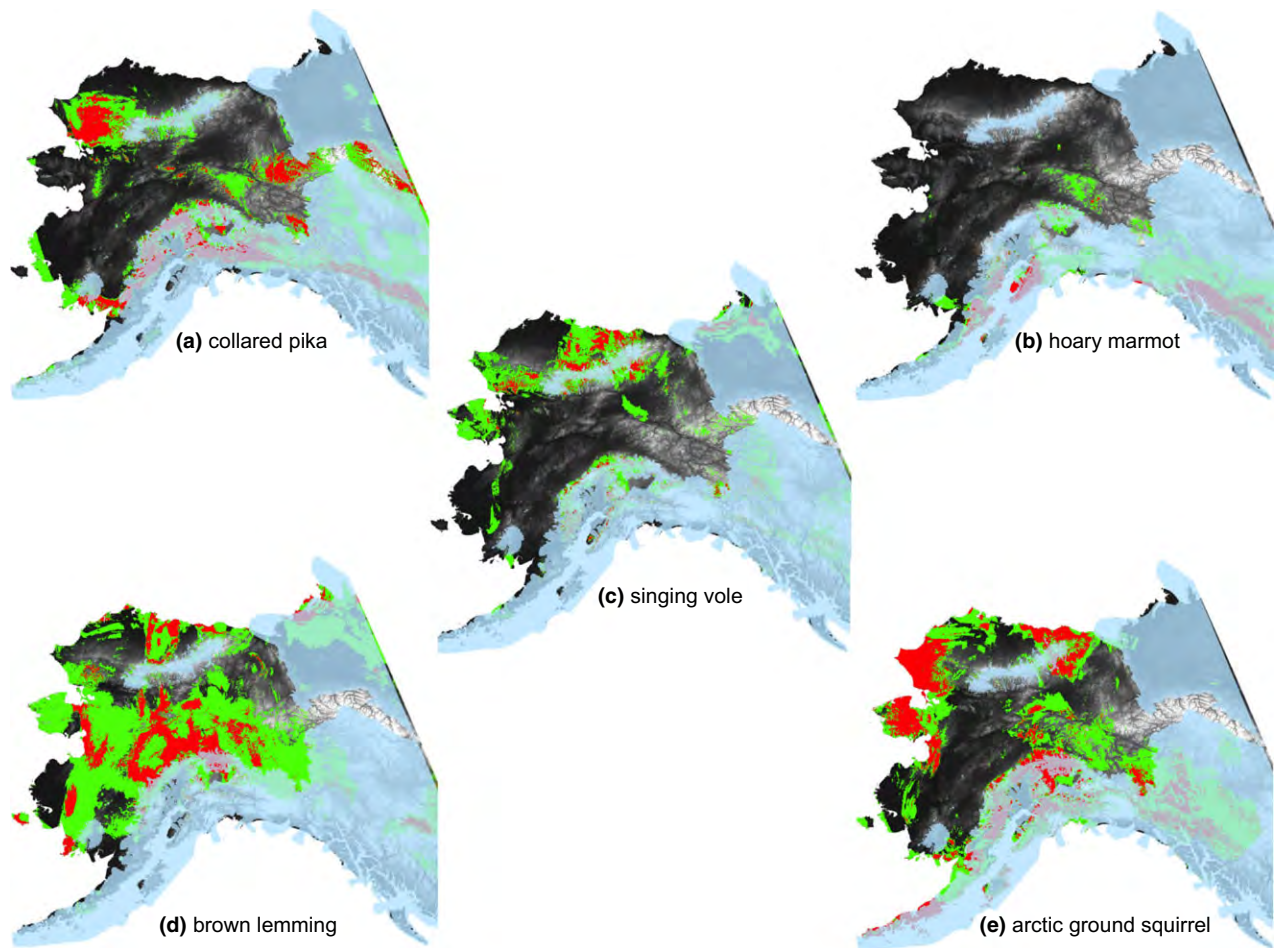 (a) collared pika
(b) hoary marmot
(c) singing vole
(d) brown lemming
(e) arctic ground squirrel